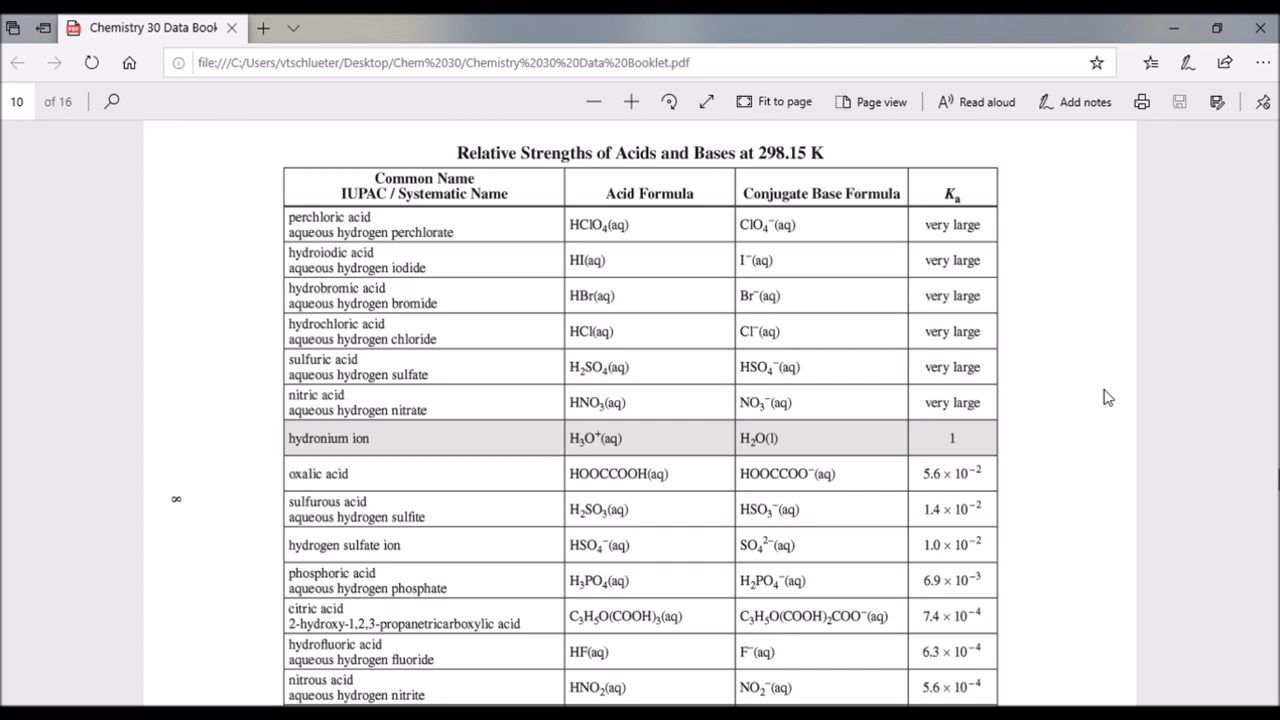 Chemistry 30 Data Book
file:///C:/Users/vtschlueter/Desktop/Chem%2030/Chemistry%2030%20Data%20Booklet.pdf
10 of 16 Fit to page Page view Read aloud Add notes
Relative Strengths of Acids and Bases at 298.15 K
Common Name
IUPAC / Systematic Name Acid Formula Conjugate Base Formula Kₐ
perchloric acid
aqueous hydrogen perchlorate HClO₄(aq) ClO₄⁻(aq) very large
hydroiodic acid
aqueous hydrogen iodide HI(aq) I⁻(aq) very large
hydrobromic acid
aqueous hydrogen bromide HBr(aq) Br⁻(aq) very large
hydrochloric acid
aqueous hydrogen chloride HCl(aq) Cl⁻(aq) very large
sulfuric acid
aqueous hydrogen sulfate H₂SO₄(aq) HSO₄⁻(aq) very large
nitric acid
aqueous hydrogen nitrate HNO₃(aq) NO₃⁻(aq) very large
hydronium ion H₃O⁺(aq) H₂O(l) 1
oxalic acid HOOCCOOH(aq) HOOCCOO⁻(aq) 5.6 × 10⁻²
8
sulfurous acid
aqueous hydrogen sulfite H₂SO₃(aq) HSO₃⁻(aq) 1.4 × 10⁻²
hydrogen sulfate ion HSO₄⁻(aq) SO₄²⁻(aq) 1.0 × 10⁻²
phosphoric acid
aqueous hydrogen phosphate H₃PO₄(aq) H₂PO₄⁻(aq) 6.9 × 10⁻³
citric acid
2-hydroxy-1,2,3-propanetricarboxylic acid C₃H₅O(COOH)₃(aq) C₃H₅O(COOH)₂COO⁻(aq) 7.4 × 10⁻⁴
hydrofluoric acid
aqueous hydrogen fluoride HF(aq) F⁻(aq) 6.3 × 10⁻⁴
nitrous acid
aqueous hydrogen nitrite HNO₂(aq) NO₂⁻(aq) 5.6 × 10⁻⁴